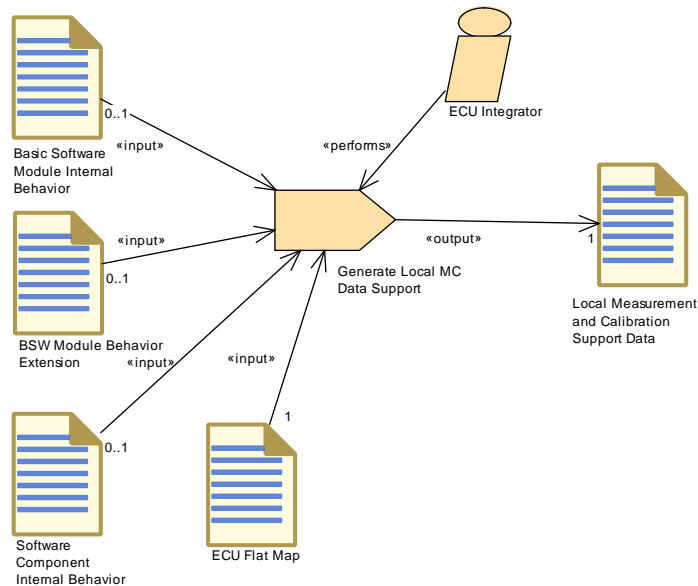 0..1
«input»
Basic Software
Module Internal
Behavior
ECU Integrator
«performs»
«input»
0..1
BSW Module Behavior
Extension
Generate Local MC
Data Support
«output»
1
Local Measurement
and Calibration
Support Data
«input»
«input»
0..1
1
Software
Component
Internal Behavior
ECU Flat Map